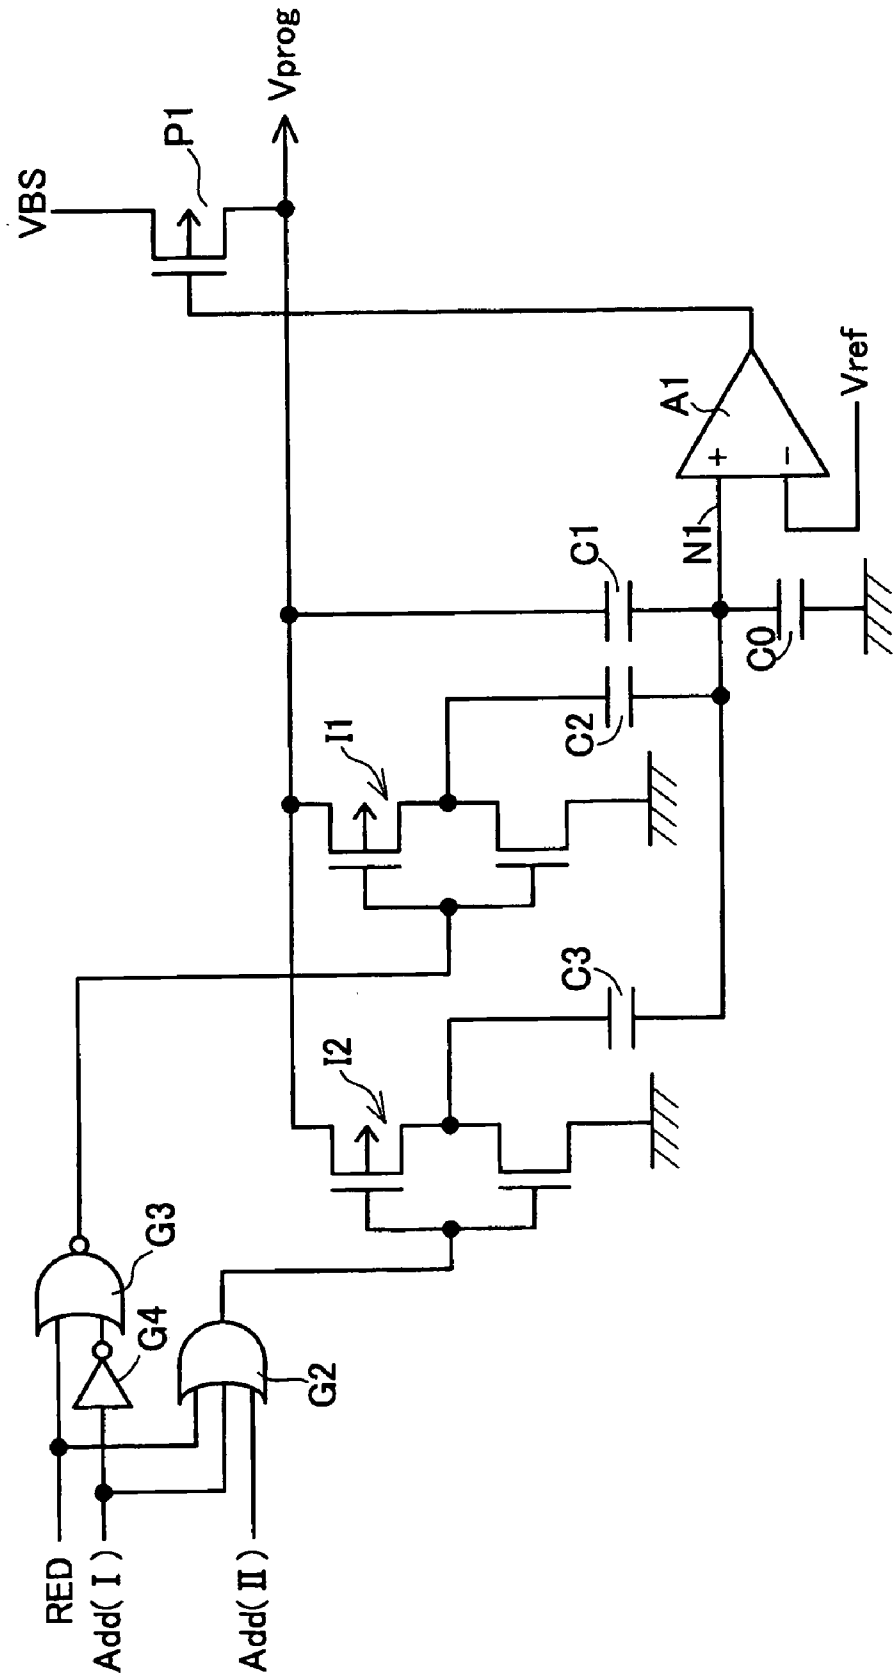 RED
Add( I )
Add( II )
G4
G3
G2
I2
I1
C3
C2
C1
C0
N1
+
−
A1
Vref
VBS
P1
Vprog